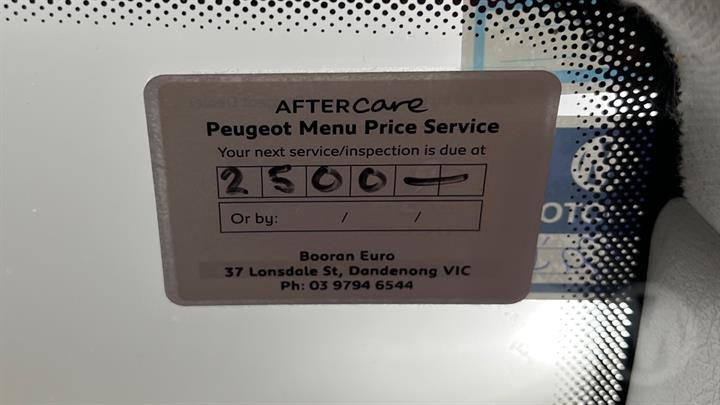 AFTERcare
Peugeot Menu Price Service
Your next service/inspection is due at
2500—
Or by: / /
Booran Euro
37 Lonsdale St, Dandenong VIC
Ph: 03 9794 6544
OTO